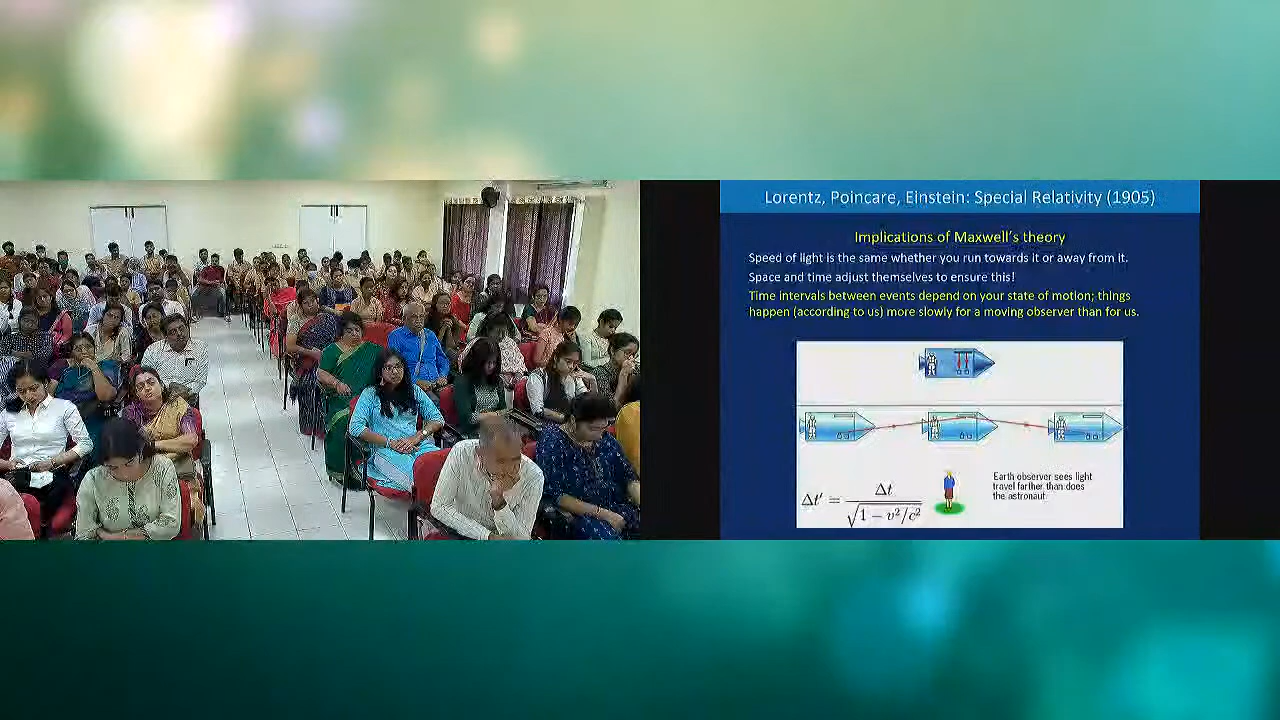 Lorentz, Poincare, Einstein: Special Relativity (1905)
Implications of Maxwell's theory
Speed of light is the same whether you run towards it or away from it.
Space and time adjust themselves to ensure this!
Time intervals between events depend on your state of motion; things
happen (according to us) more slowly for a moving observer than for us.
Earth observer sees light
travel farther than does
the astronaut
Δt′ = Δt / √1 − v²/c²